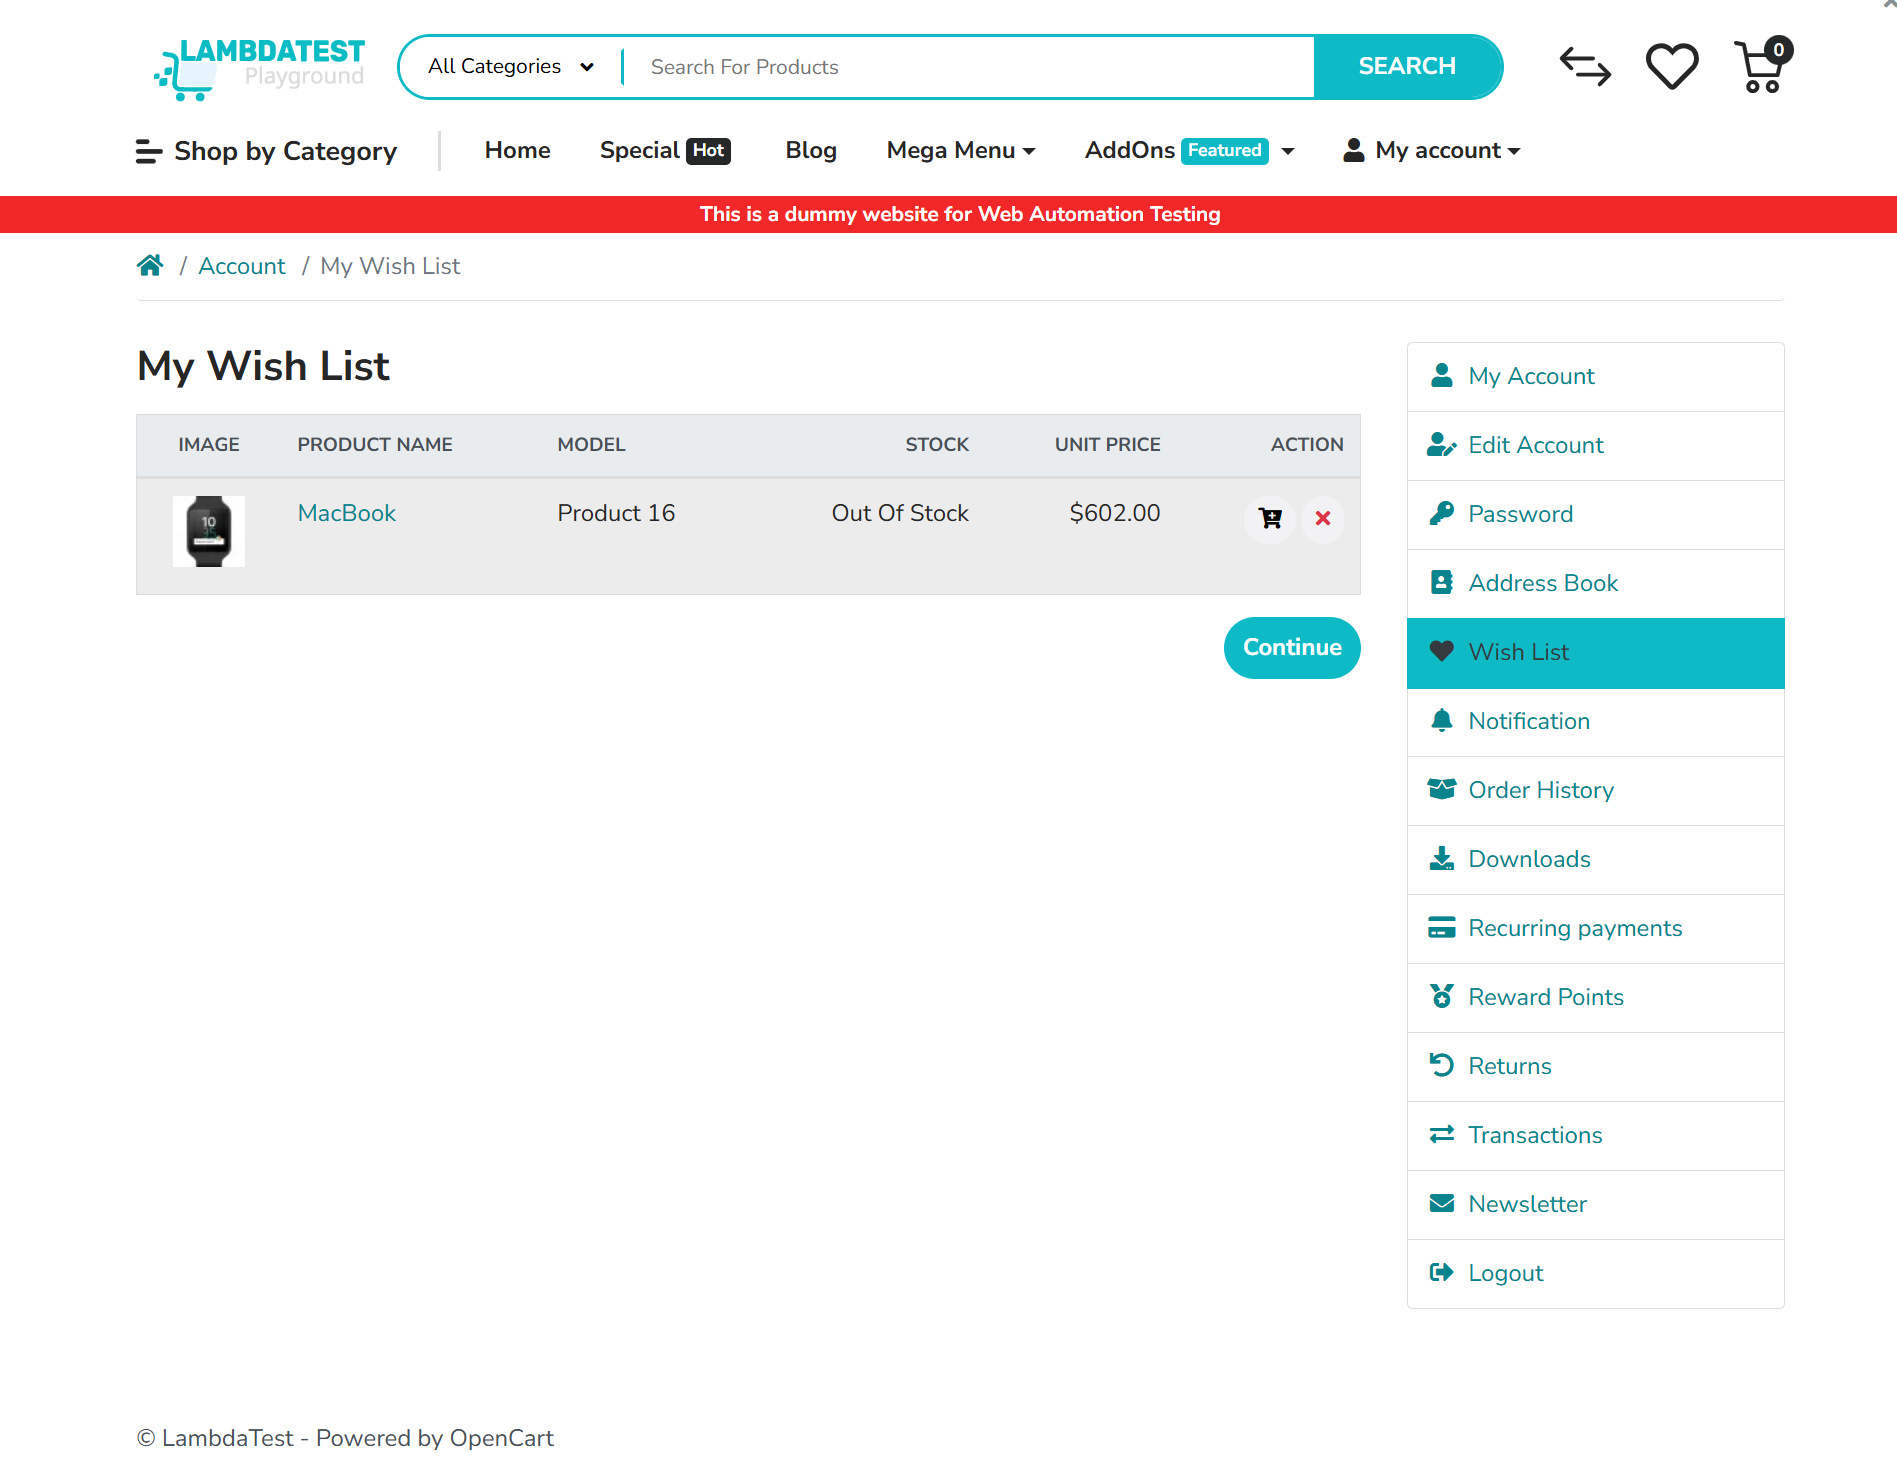 LAMBDATEST
Playground
All Categories
Search For Products
SEARCH
0
Shop by Category
Home
Special Hot
Blog
Mega Menu
AddOns Featured
My account
This is a dummy website for Web Automation Testing
/ Account / My Wish List
My Wish List
IMAGE PRODUCT NAME MODEL STOCK UNIT PRICE ACTION
10
MacBook Product 16 Out Of Stock $602.00
Continue
My Account
Edit Account
Password
Address Book
Wish List
Notification
Order History
Downloads
Recurring payments
Reward Points
Returns
Transactions
Newsletter
Logout
© LambdaTest - Powered by OpenCart